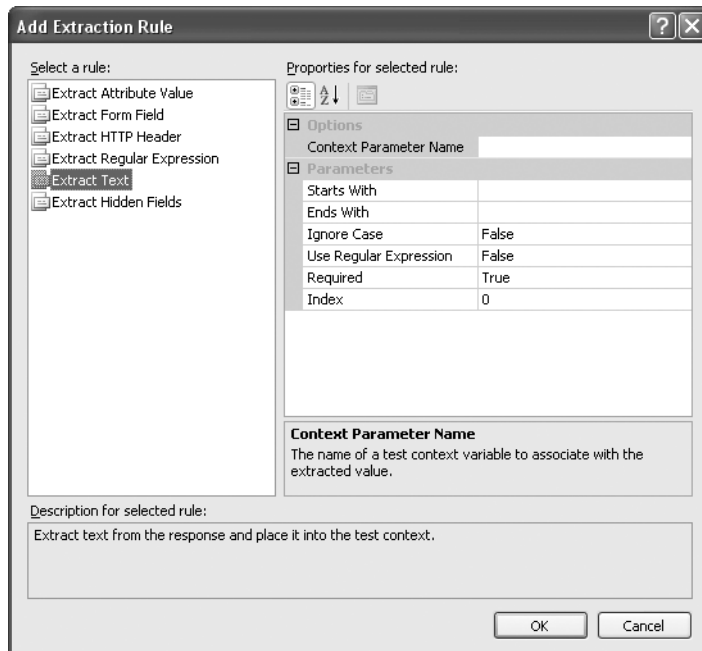 Add Extraction Rule
Select a rule:
Extract Attribute Value
Extract Form Field
Extract HTTP Header
Extract Regular Expression
Extract Text
Extract Hidden Fields
Properties for selected rule:
Options
Context Parameter Name
Parameters
Starts With
Ends With
Ignore Case False
Use Regular Expression False
Required True
Index 0
Context Parameter Name
The name of a test context variable to associate with the
extracted value.
Description for selected rule:
Extract text from the response and place it into the test context.
OK Cancel